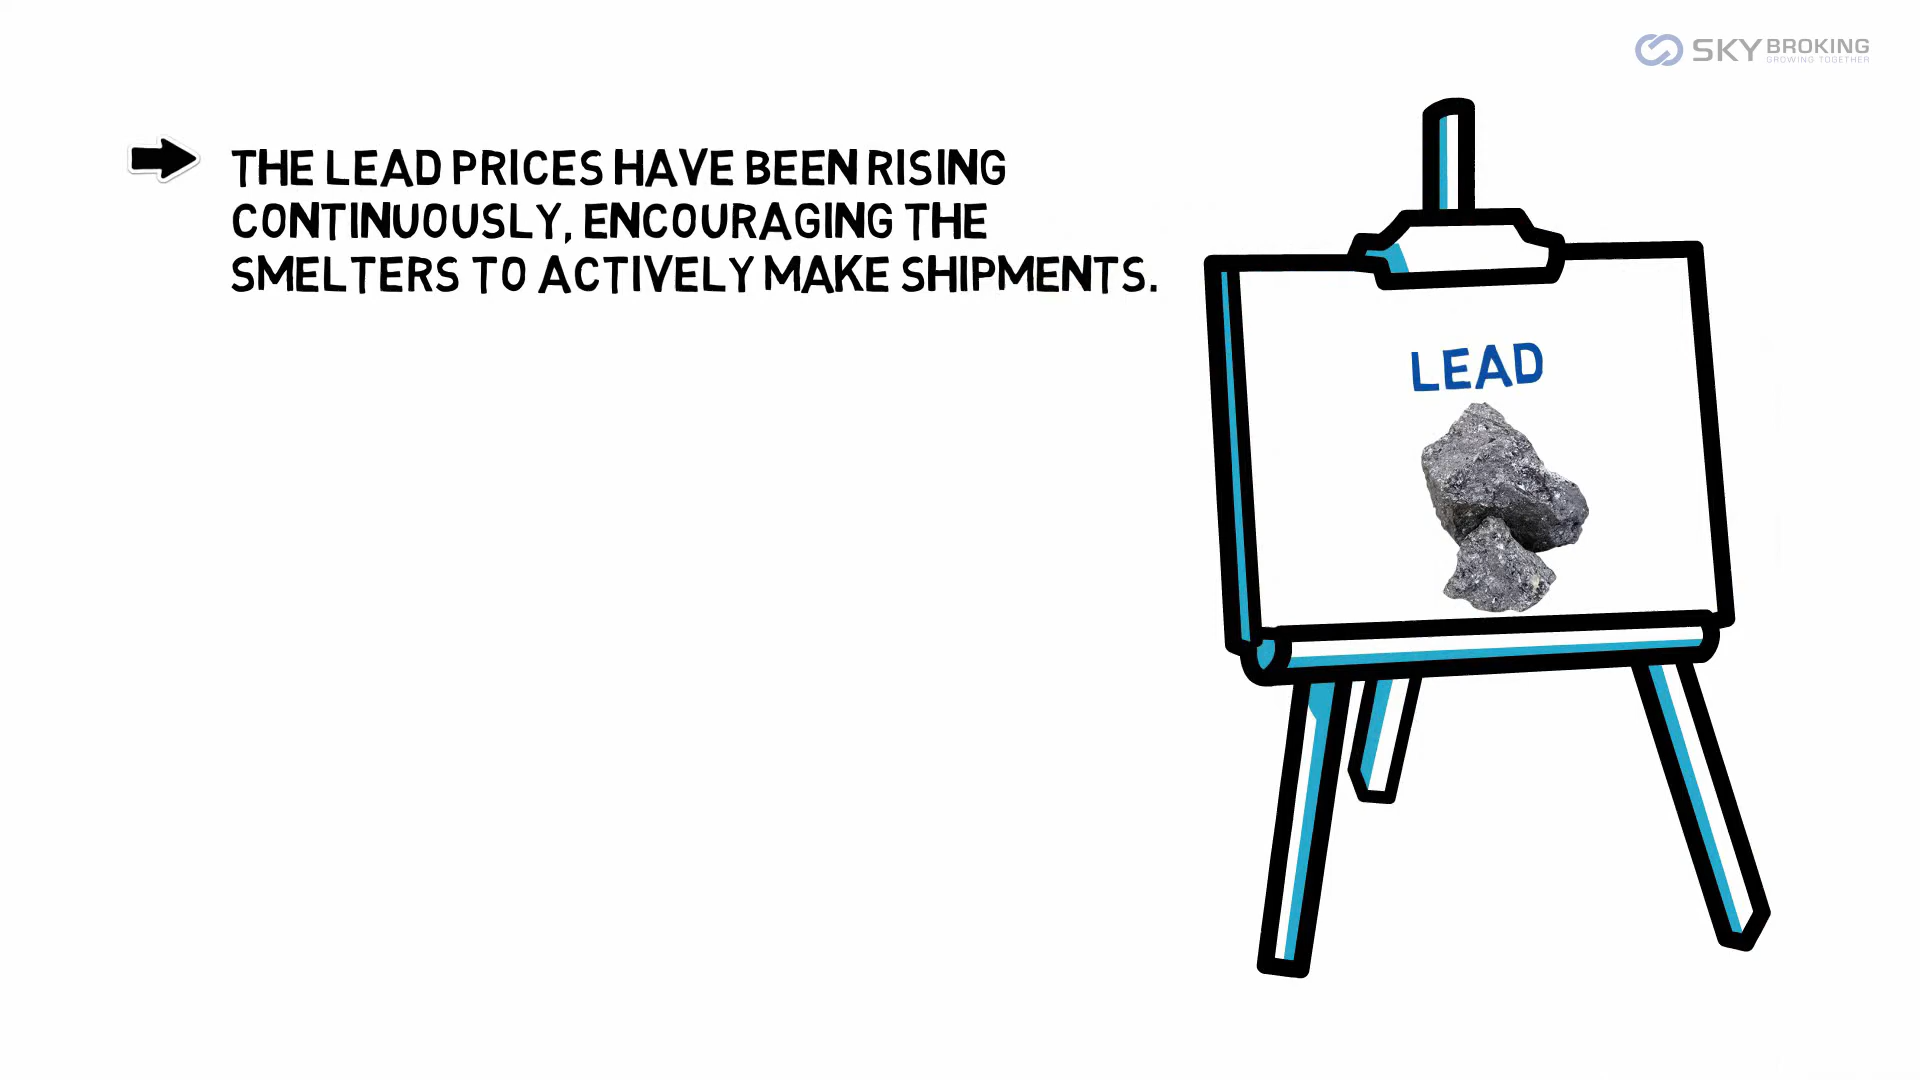 SKY BROKING
GROWING TOGETHER
THE LEAD PRICES HAVE BEEN RISING
CONTINUOUSLY, ENCOURAGING THE
SMELTERS TO ACTIVELY MAKE SHIPMENTS.
LEAD